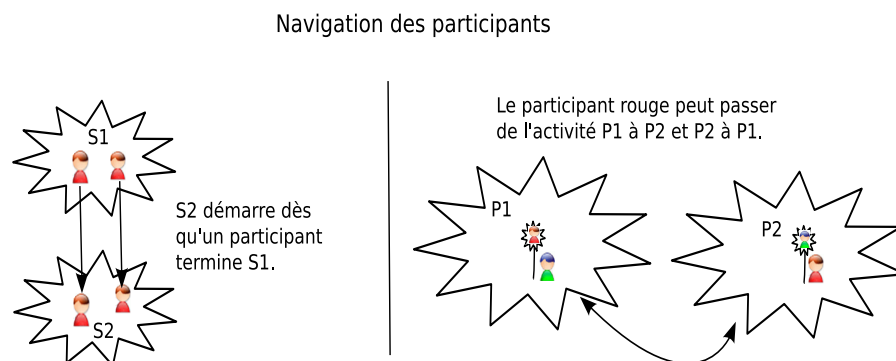 Navigation des participants
S1
S2 démarre dès
qu'un participant
termine S1.
S2
Le participant rouge peut passer
de l'activité P1 à P2 et P2 à P1.
P1
P2